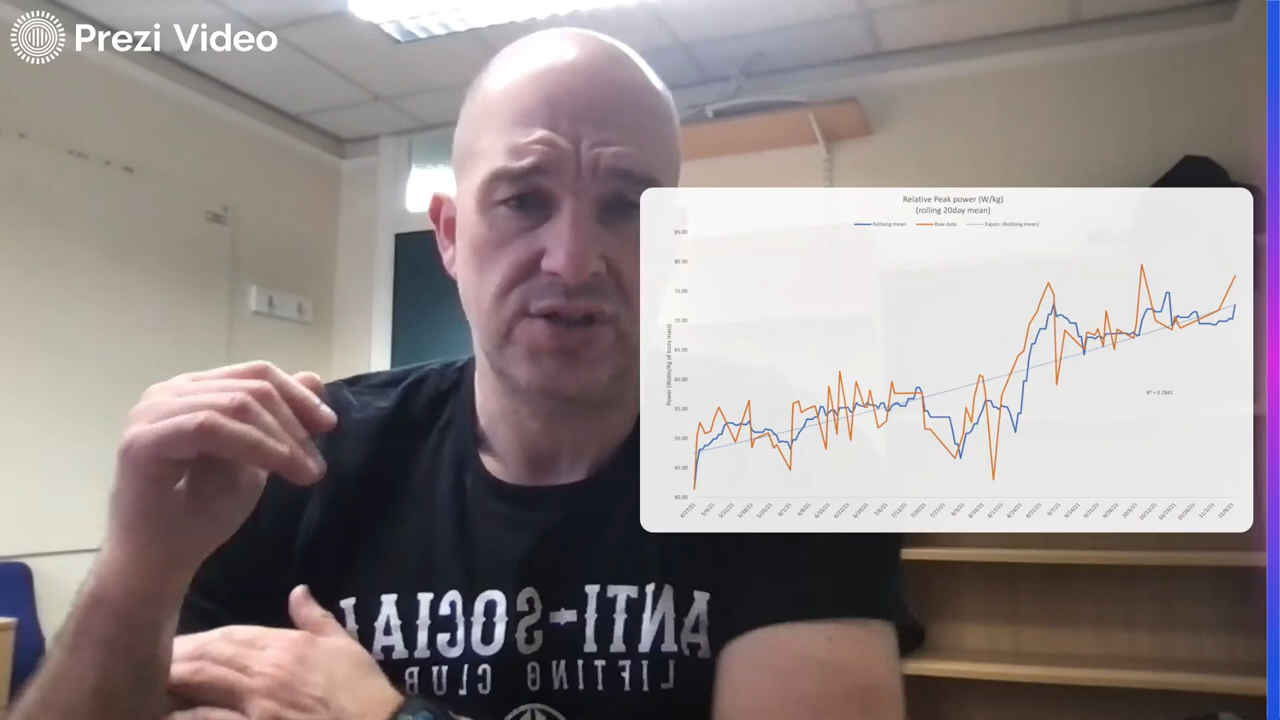 Prezi Video
Relative Peak power (W/kg)
(rolling 20day mean)
Rolliong mean
Raw data
Expon. (Rolliong mean)
85.00
80.00
75.00
70.00
65.00
60.00
55.00
50.00
45.00
40.00
Power (Watts/Kg of body mass)
R² = 0.7841
ANTI-SOCIAL
LIFTING CLUB